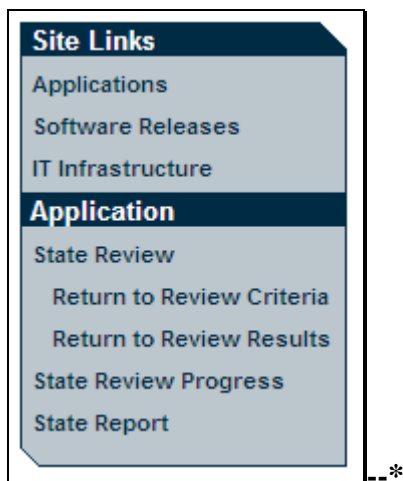 Site Links
Applications
Software Releases
IT Infrastructure
Application
State Review
Return to Review Criteria
Return to Review Results
State Review Progress
State Report
--*